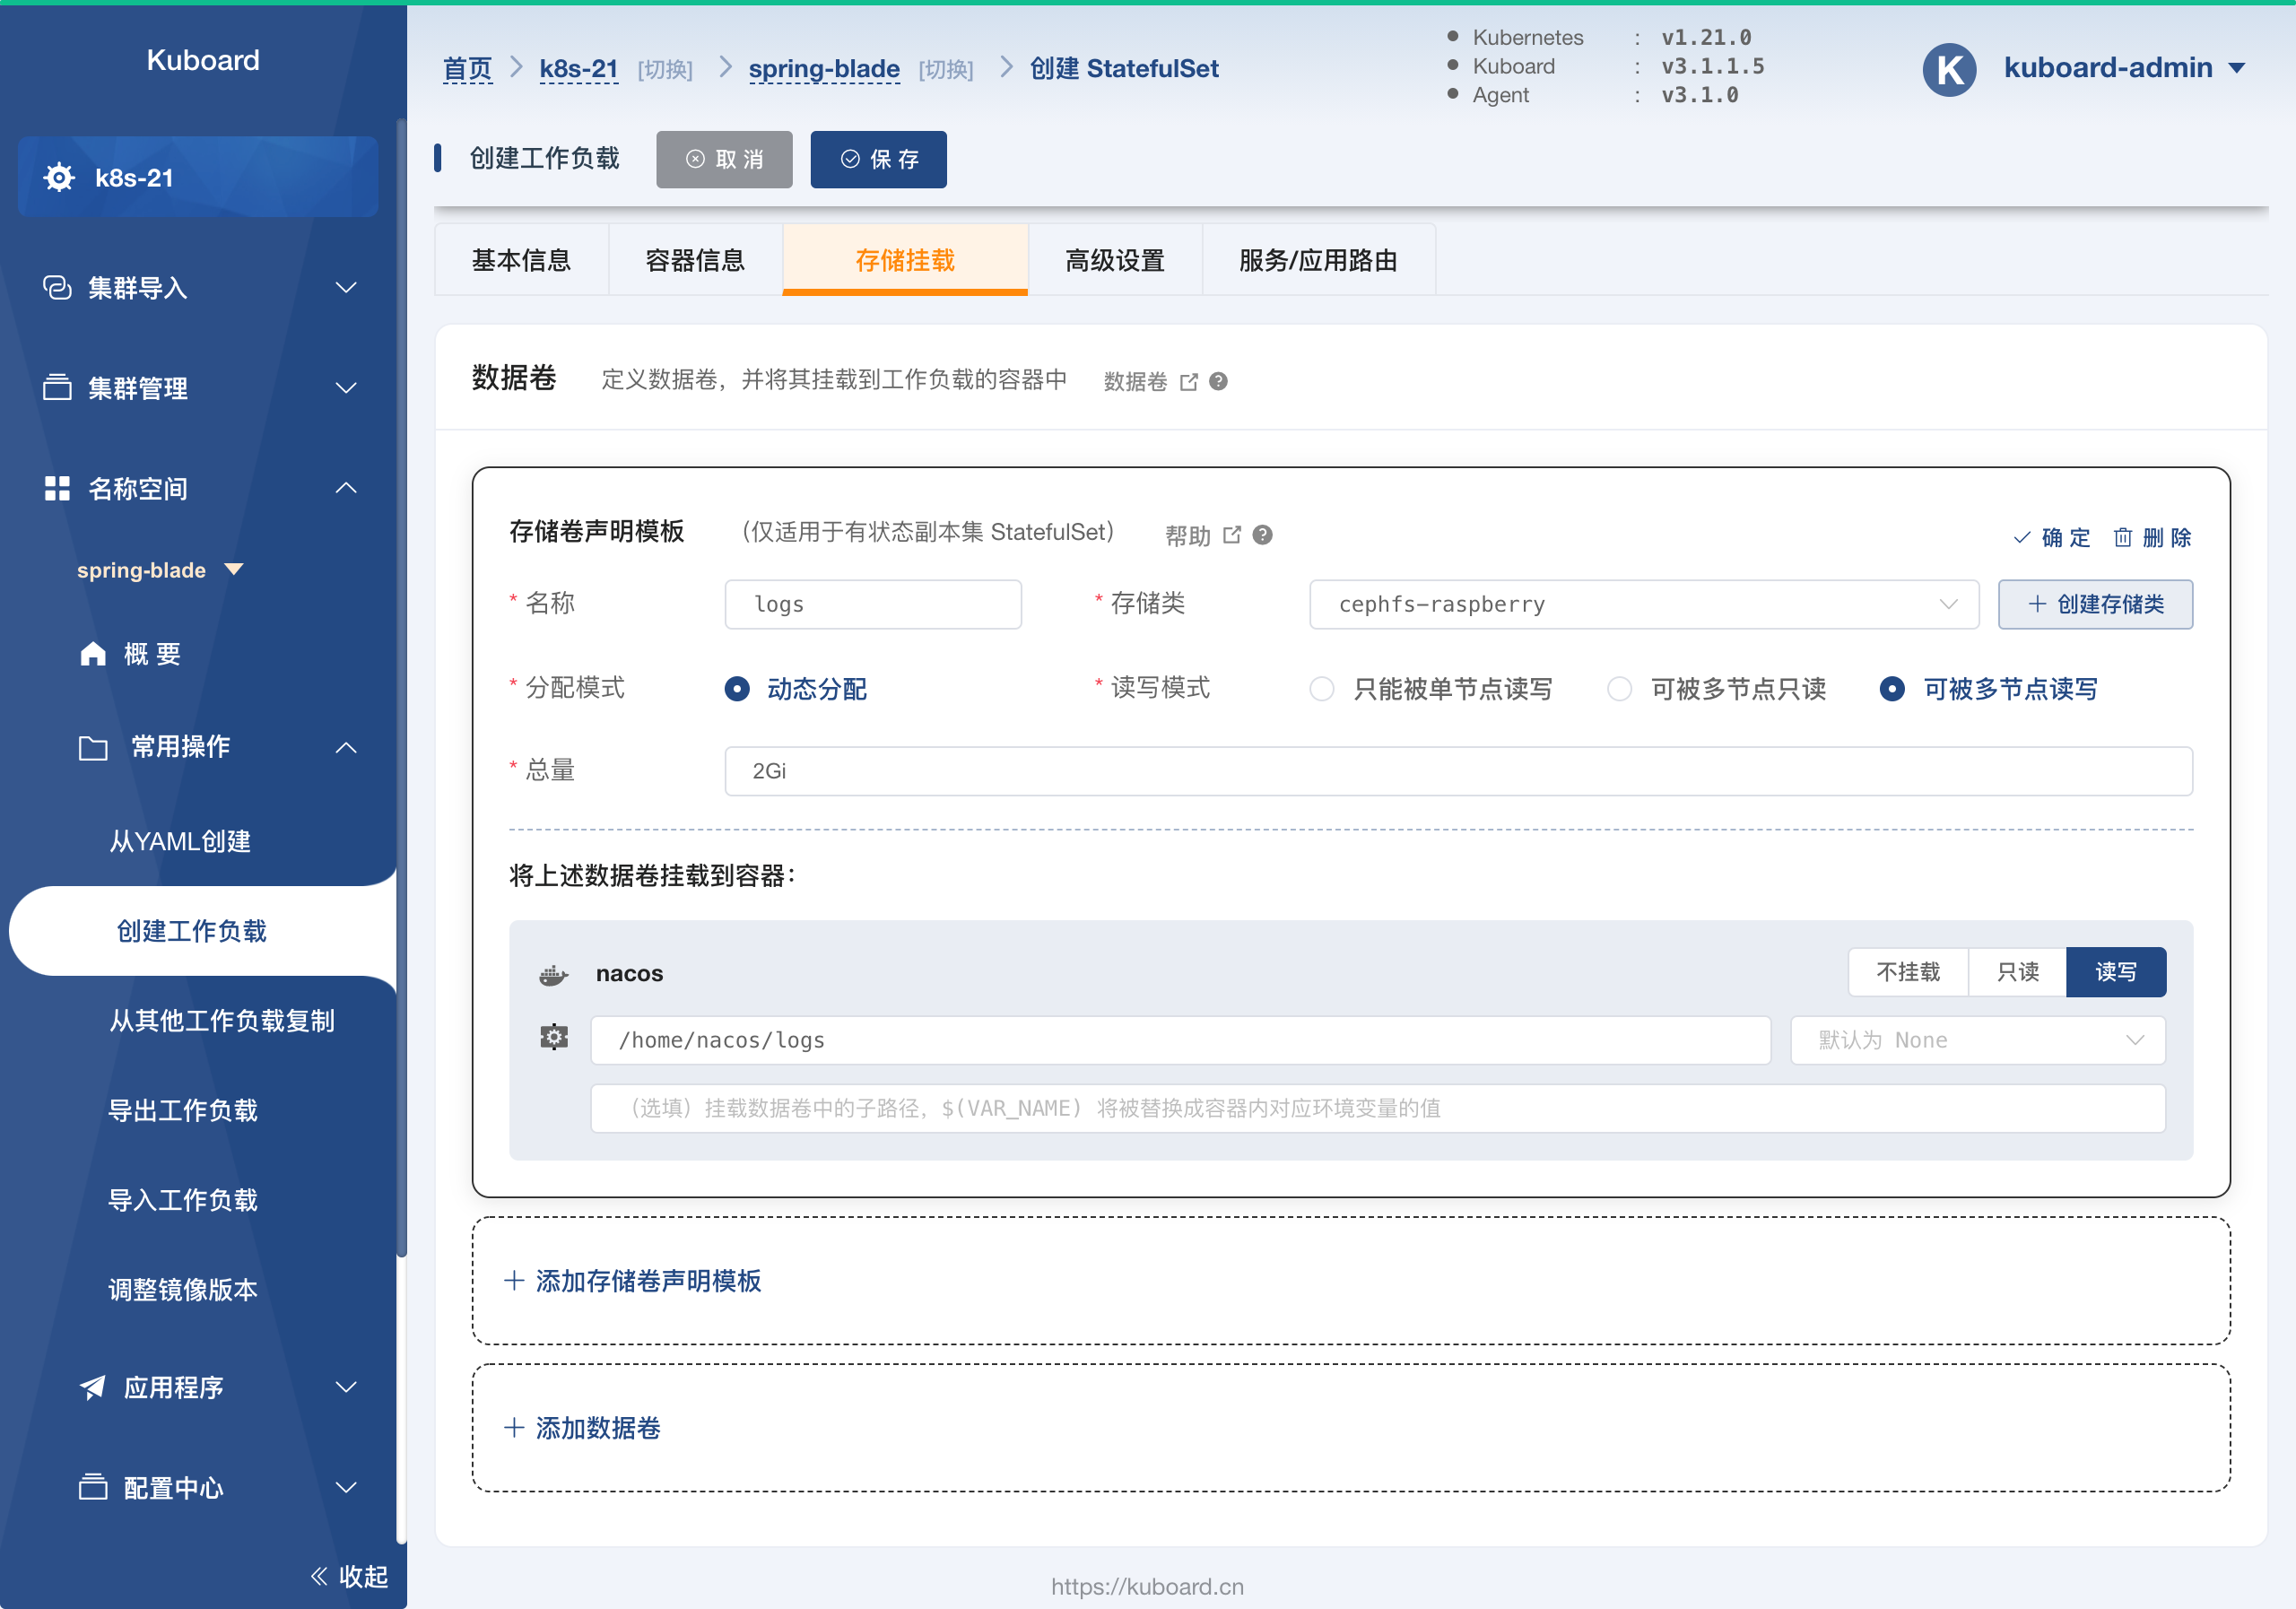 Kuboard
k8s-21
集群导入
集群管理
名称空间
spring-blade
概 要
常用操作
从YAML创建
创建工作负载
从其他工作负载复制
导出工作负载
导入工作负载
调整镜像版本
应用程序
配置中心
收起
首页 k8s-21 [切换] spring-blade [切换] 创建 StatefulSet
Kubernetes : v1.21.0
Kuboard : v3.1.1.5
Agent : v3.1.0
K kuboard-admin
创建工作负载 取 消 保 存
基本信息 容器信息 存储挂载 高级设置 服务/应用路由
数据卷 定义数据卷，并将其挂载到工作负载的容器中 数据卷
存储卷声明模板 (仅适用于有状态副本集 StatefulSet) 帮助 确 定 删 除
* 名称 logs * 存储类 cephfs-raspberry 创建存储类
* 分配模式 动态分配 * 读写模式 只能被单节点读写 可被多节点只读 可被多节点读写
* 总量 2Gi
将上述数据卷挂载到容器：
nacos 不挂载 只读 读写
/home/nacos/logs 默认为 None
（选填）挂载数据卷中的子路径，$(VAR_NAME) 将被替换成容器内对应环境变量的值
添加存储卷声明模板
添加数据卷
https://kuboard.cn